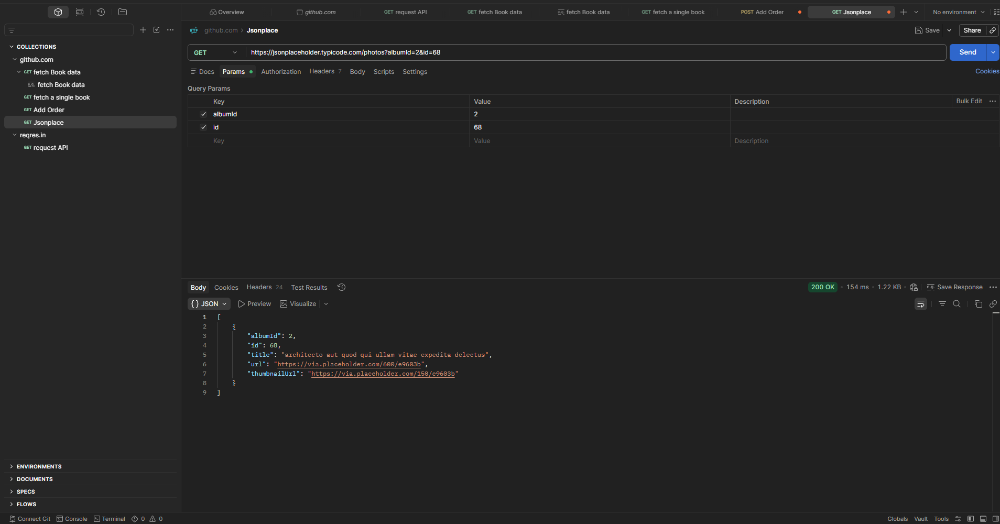 Overview
github.com
GET request API
GET fetch Book data
e.g. fetch Book data
GET fetch a single book
POST Add Order
GET Jsonplace
No environment
github.com > Jsonplace
Save
Share
COLLECTIONS
github.com
GET fetch Book data
e.g. fetch Book data
GET fetch a single book
GET Add Order
GET Jsonplace
reqres.in
GET request API
HTTP
GET
https://jsonplaceholder.typicode.com/photos?albumId=2&id=68
Send
Docs Params Authorization Headers 7 Body Scripts Settings
Cookies
Query Params
Key Value Description Bulk Edit
albumId 2
id 68
Key Value Description
Body Cookies Headers 24 Test Results
200 OK • 154 ms • 1.22 KB • e.g. Save Response
{} JSON Preview Visualize
1 [
2 {
3 "albumId": 2,
4 "id": 68,
5 "title": "architecto aut quod qui ullam vitae expedita delectus",
6 "url": "https://via.placeholder.com/600/e9603b",
7 "thumbnailUrl": "https://via.placeholder.com/150/e9603b"
8 }
9 ]
ENVIRONMENTS
DOCUMENTS
SPECS
FLOWS
Connect Git Console Terminal 0 0
Globals Vault Tools